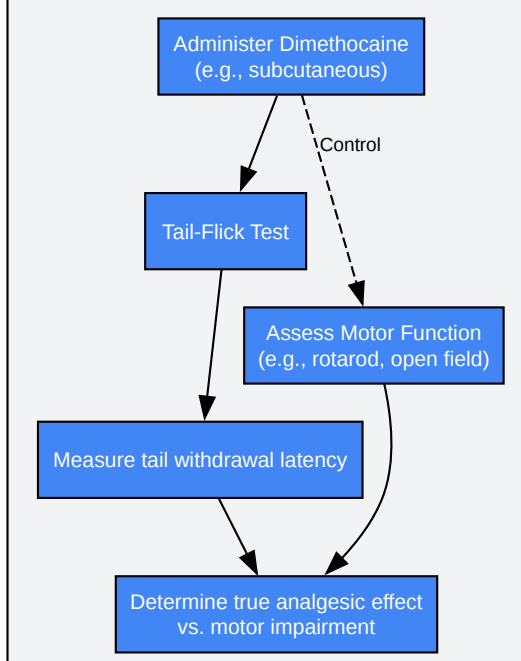 Administer Dimethocaine
(e.g., subcutaneous)
Control
Tail-Flick Test
Assess Motor Function
(e.g., rotarod, open field)
Measure tail withdrawal latency
Determine true analgesic effect
vs. motor impairment